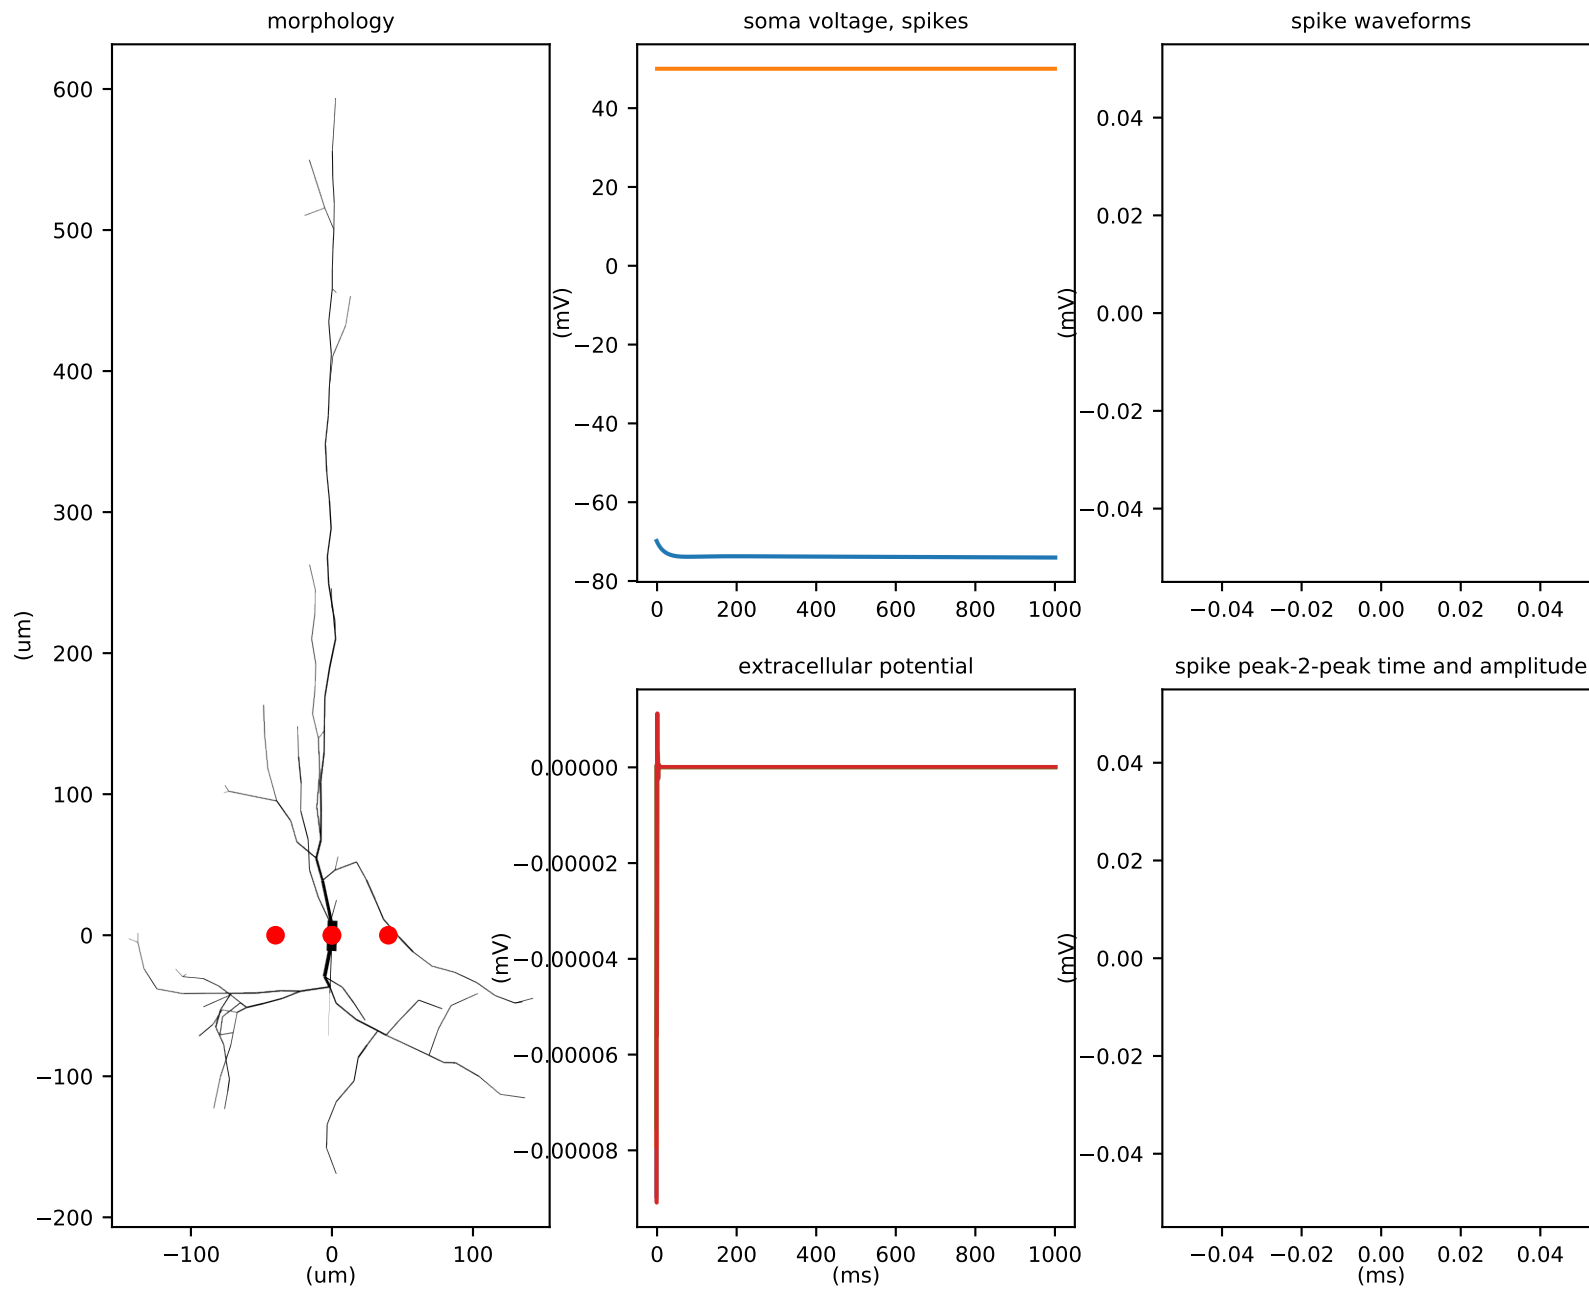 morphology
600
500
400
300
200
100
0
−100
−200
(um)
−100 0 100
(um)
soma voltage, spikes
40
20
0
−20
−40
−60
−80
(mV)
0 200 400 600 800 1000
spike waveforms
0.04
0.02
0.00
−0.02
−0.04
(mV)
−0.04 −0.02 0.00 0.02 0.04
extracellular potential
0.00000
−0.00002
−0.00004
−0.00006
−0.00008
(mV)
0 200 400 600 800 1000
(ms)
spike peak-2-peak time and amplitude
0.04
0.02
0.00
−0.02
−0.04
(mV)
−0.04 −0.02 0.00 0.02 0.04
(ms)